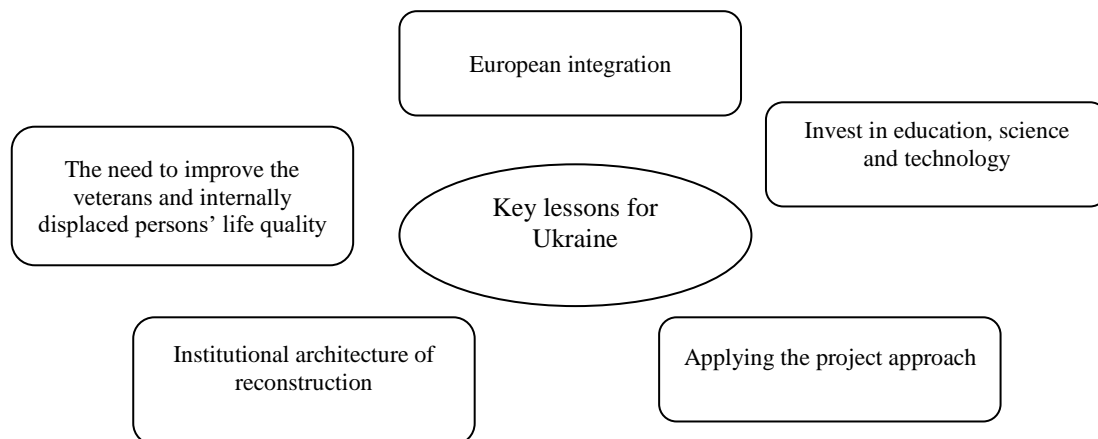 European integration
Invest in education, science
and technology
The need to improve the
veterans and internally
displaced persons’ life quality
Key lessons for
Ukraine
Institutional architecture of
reconstruction
Applying the project approach